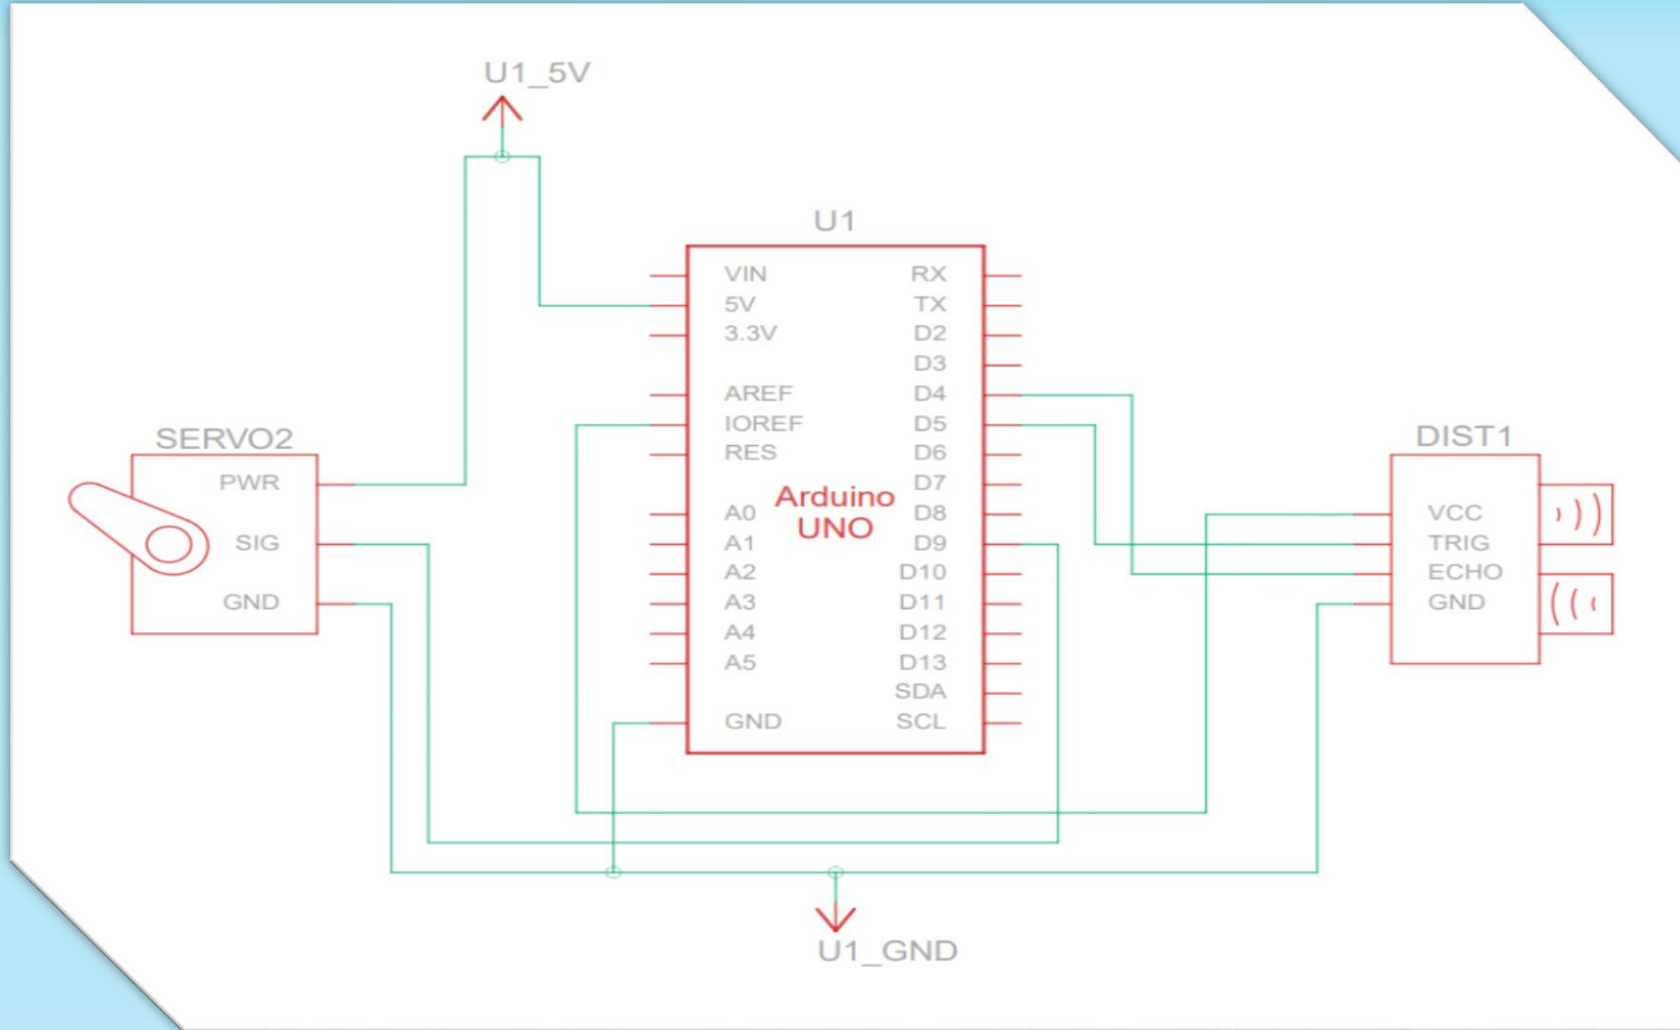 U1_5V
U1
VIN RX
5V TX
3.3V D2
D3
AREF D4
IOREF D5
RES D6
D7
Arduino
UNO
A0 D8
A1 D9
A2 D10
A3 D11
A4 D12
A5 D13
SDA
GND SCL
SERVO2
PWR
SIG
GND
DIST1
VCC
TRIG
ECHO
GND
U1_GND